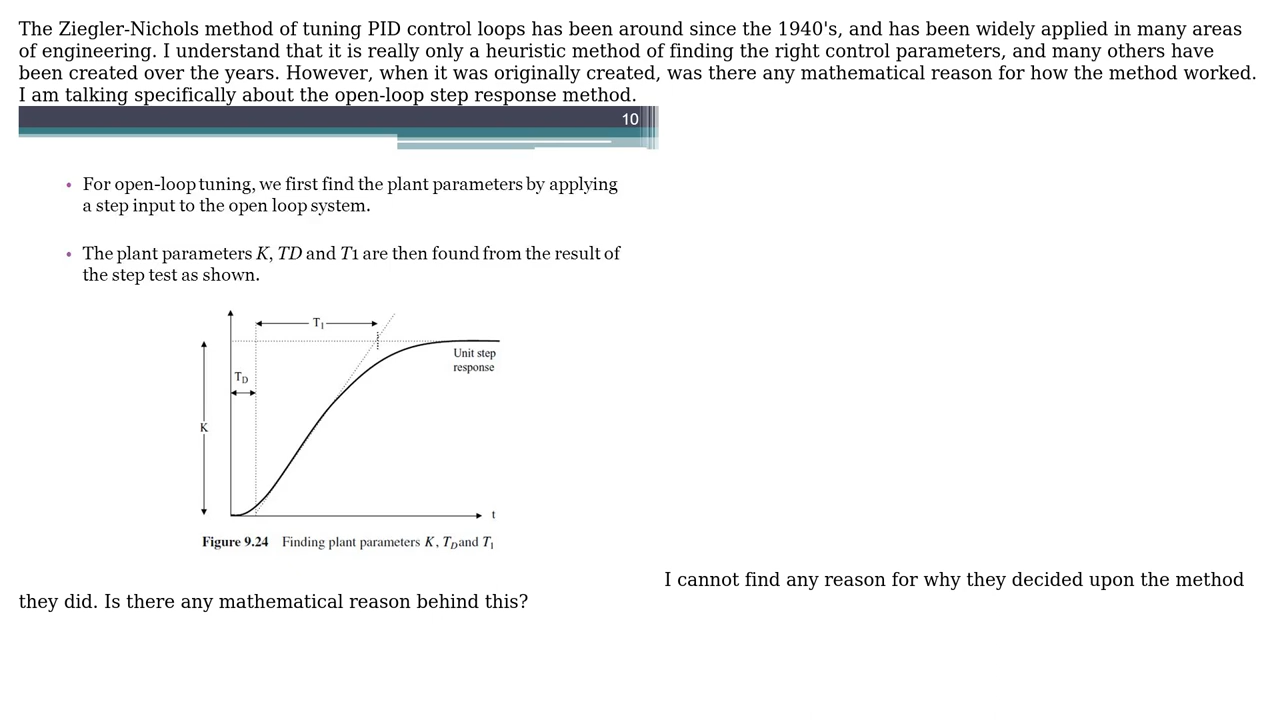 The Ziegler-Nichols method of tuning PID control loops has been around since the 1940's, and has been widely applied in many areas
of engineering. I understand that it is really only a heuristic method of finding the right control parameters, and many others have
been created over the years. However, when it was originally created, was there any mathematical reason for how the method worked.
I am talking specifically about the open-loop step response method.
10
• For open-loop tuning, we first find the plant parameters by applying
a step input to the open loop system.
• The plant parameters K, TD and T1 are then found from the result of
the step test as shown.
T1
Unit step
response
TD
K
t
Figure 9.24 Finding plant parameters K, TD and T1
I cannot find any reason for why they decided upon the method
they did. Is there any mathematical reason behind this?